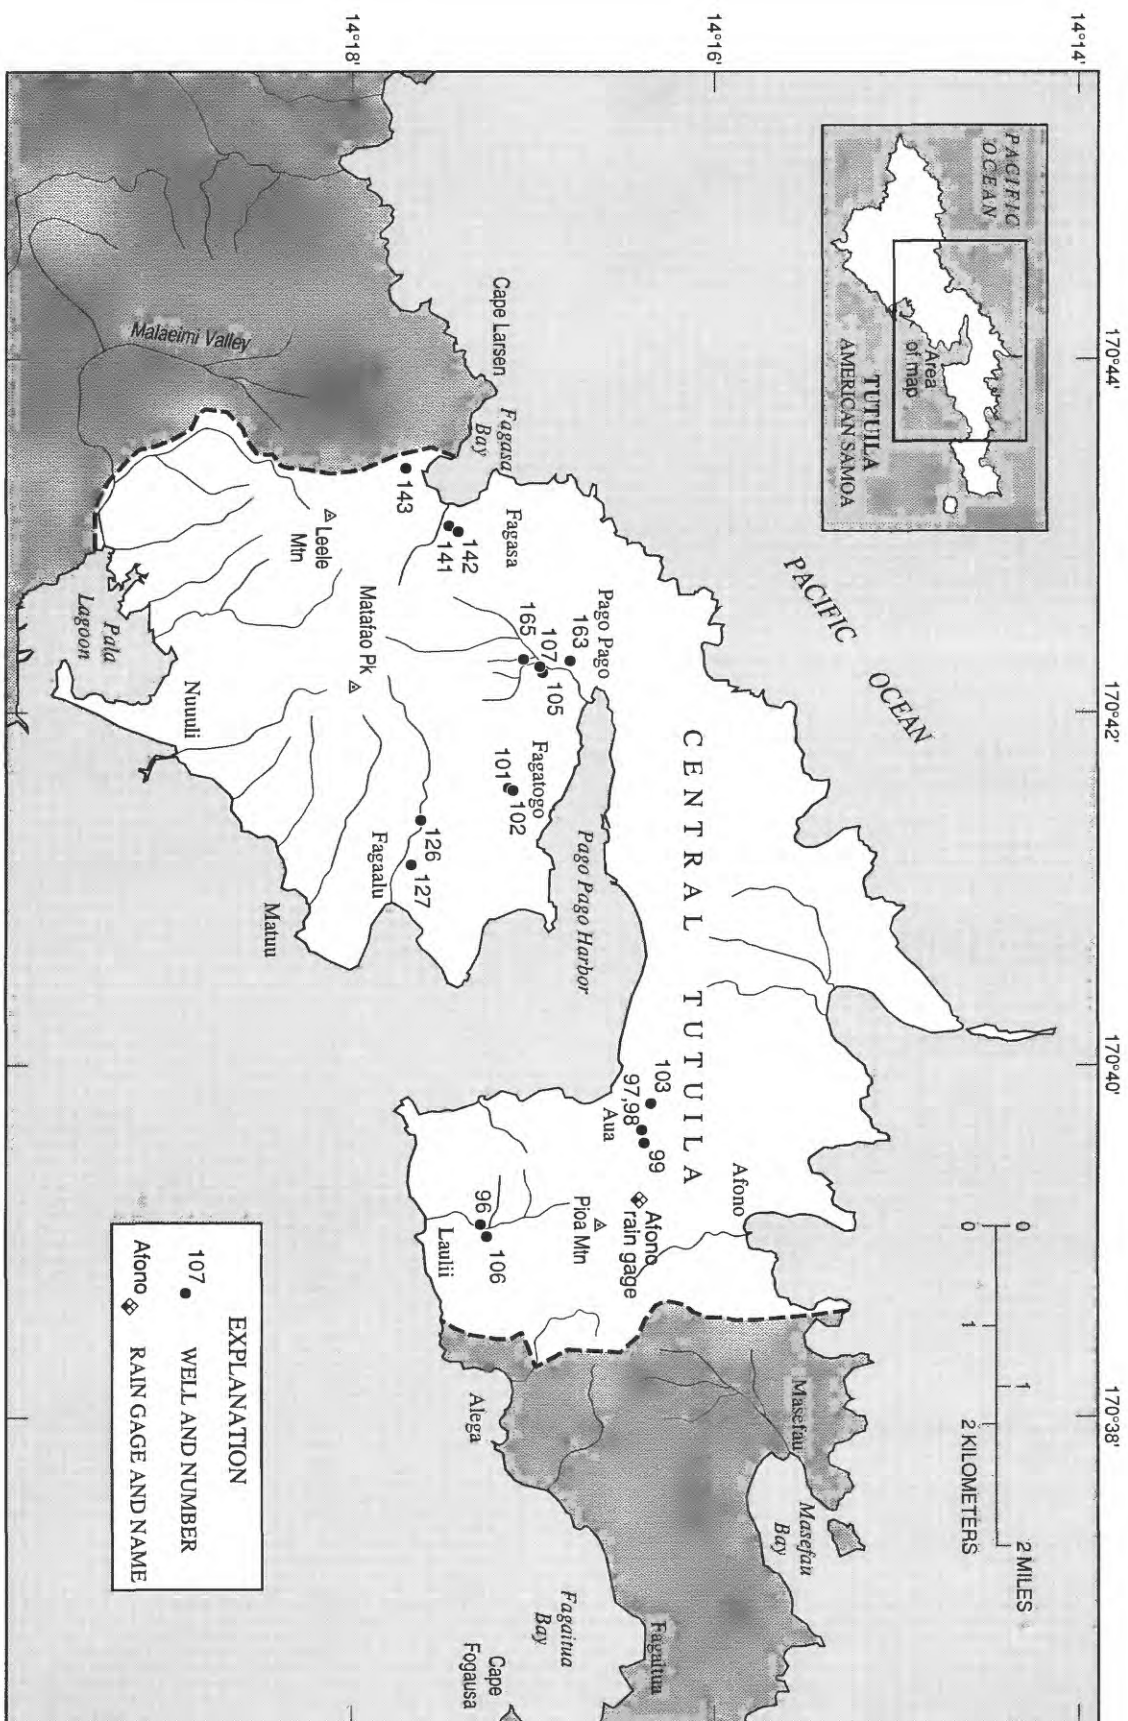 170°44'
170°42'
170°40'
170°38'
14°14'
14°16'
14°18'
PACIFIC
OCEAN
Area
of map
TUTUILA
AMERICAN SAMOA
PACIFIC OCEAN
0 1 2 MILES
0 1 2 KILOMETERS
CENTRAL TUTUILA
Cape Larsen
Fagasa
Bay
Fagasa
Pago Pago
163
107
165
105
142
141
143
Malaeimi Valley
Leele
Mtn
Matafao Pk
Pala
Lagoon
Nuuuli
Fagatogo
101
102
126
127
Fagaalu
Matuu
Pago Pago Harbor
103
97,98
99
Aua
Afono
Afono
rain gage
Pioa Mtn
96
106
Laulii
Alega
Masefau
Masefau
Bay
Fagaitua
Fagaitua
Bay
Cape
Fogausa
EXPLANATION
107 WELL AND NUMBER
Afono RAIN GAGE AND NAME